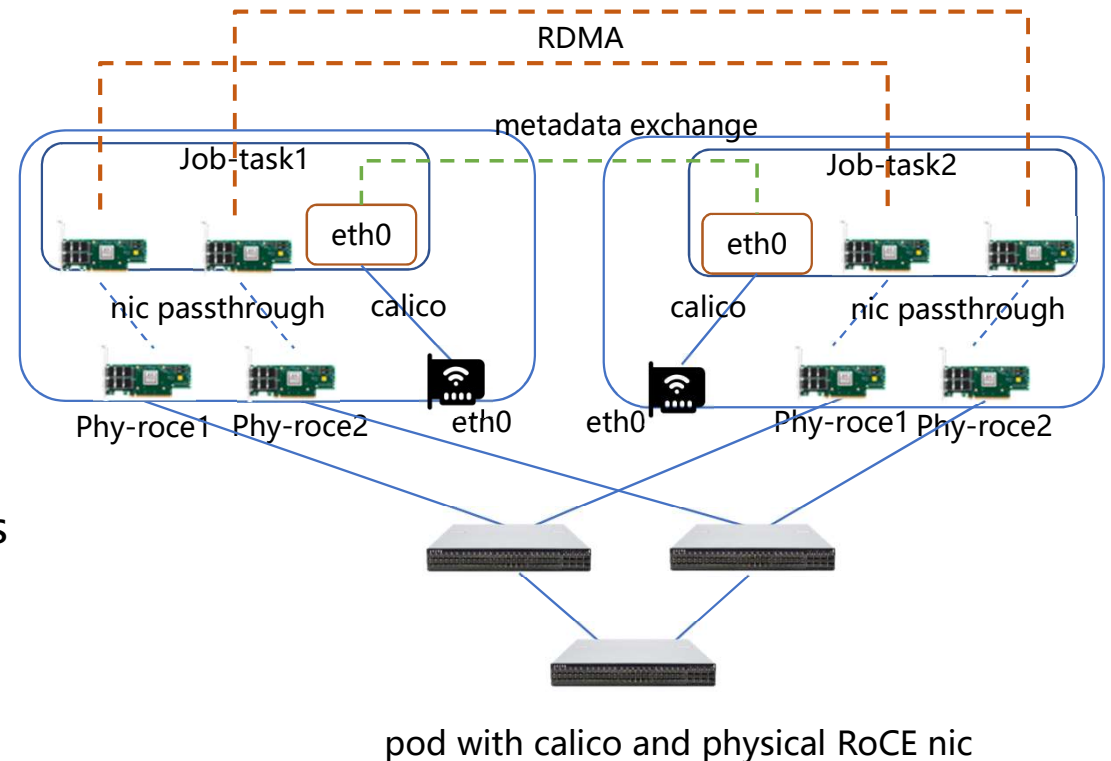 RDMA
metadata exchange
Job-task1
Job-task2
eth0
eth0
nic passthrough
calico
calico
nic passthrough
Phy-roce1
Phy-roce2
eth0
eth0
Phy-roce1
Phy-roce2
s
pod with calico and physical RoCE nic